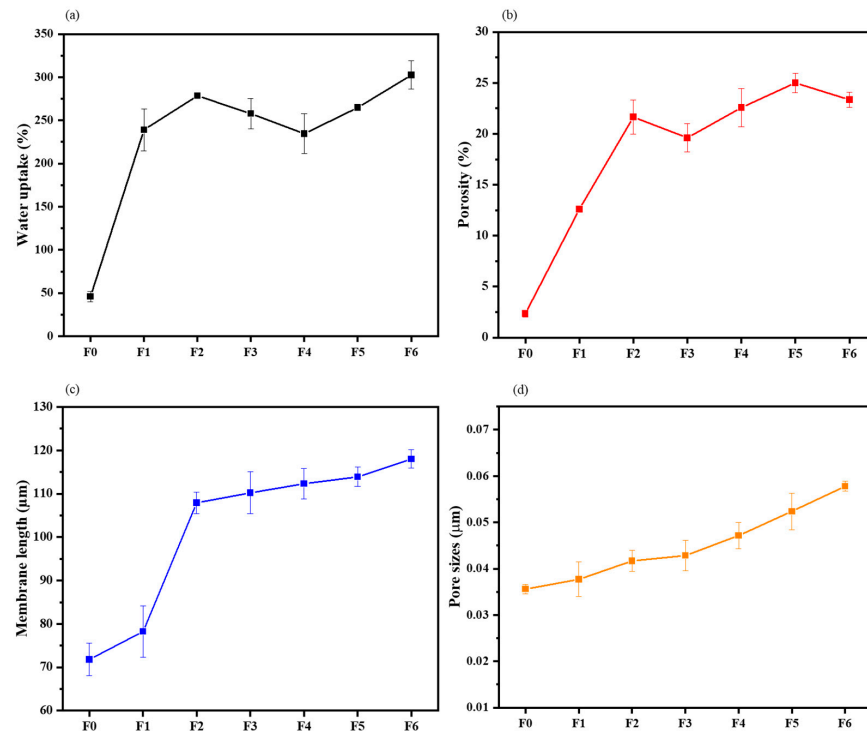 (a)
350
300
250
200
150
100
50
0
Water uptake (%)
F0 F1 F2 F3 F4 F5 F6
(b)
30
25
20
15
10
5
0
Porosity (%)
F0 F1 F2 F3 F4 F5 F6
(c)
130
120
110
100
90
80
70
60
Membrane length (μm)
F0 F1 F2 F3 F4 F5 F6
(d)
0.07
0.06
0.05
0.04
0.03
0.02
0.01
Pore sizes (μm)
F0 F1 F2 F3 F4 F5 F6